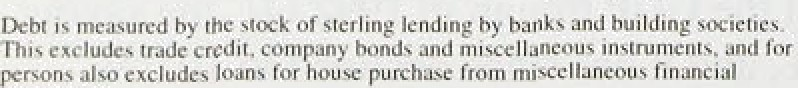 Debt is measured by the stock of sterling lending by banks and building societies.
This excludes trade credit, company bonds and miscellaneous instruments, and for
persons also excludes loans for house purchase from miscellaneous financial